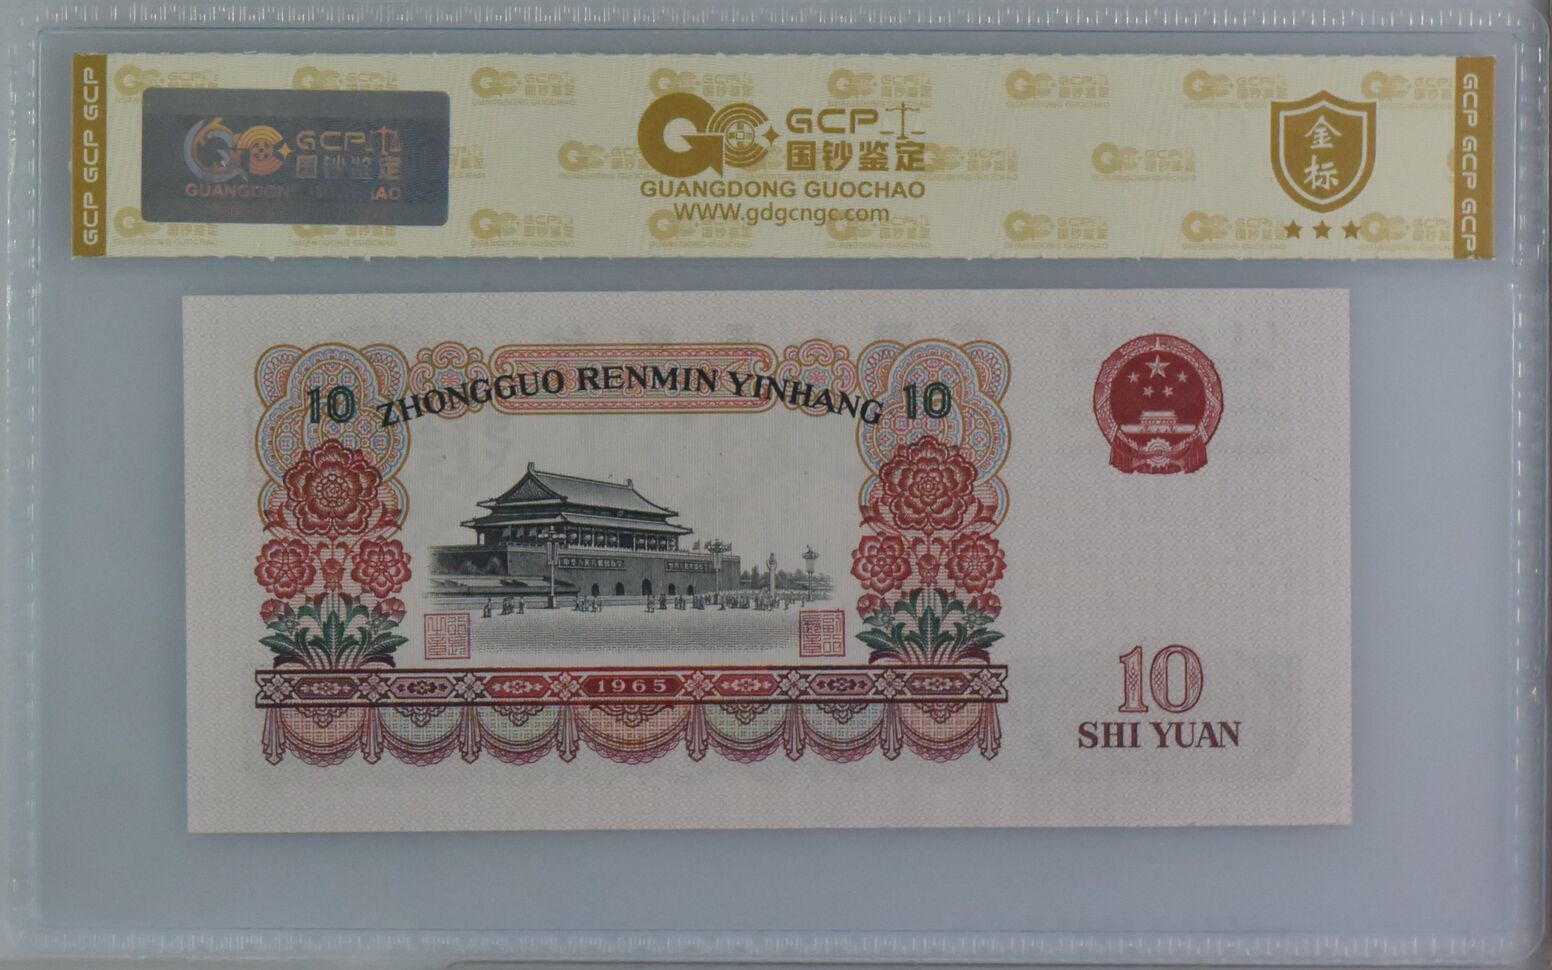 GCP GCP GCP
GCP
国钞鉴定
GUANGDONG GUOCHAO
GCP
国钞鉴定
GUANGDONG GUOCHAO
WWW.gdgcngc.com
金标
GCP GCP GCP
10 ZHONGGUO RENMIN YINHANG 10
1965
10
SHI YUAN